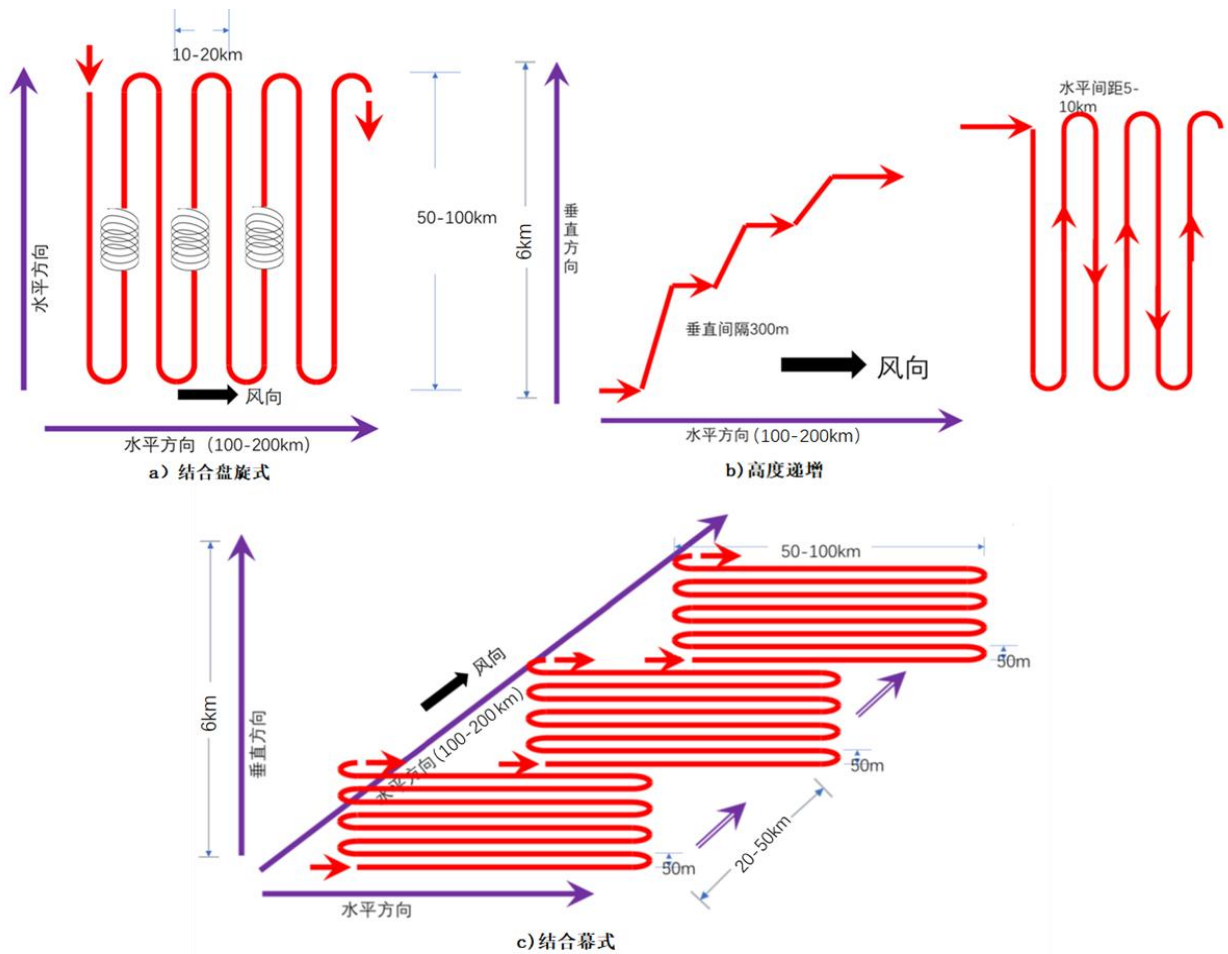 10-20km
50-100km
水平方向
风向
水平方向（100-200km）
a）结合盘旋式
6km
垂直方向
垂直间隔300m
风向
水平方向（100-200km）
水平间距5-
10km
b)高度递增
50-100km
50m
风向
水平方向（100-200 km）
6km
垂直方向
50m
50m
20-50km
水平方向
c)结合幕式